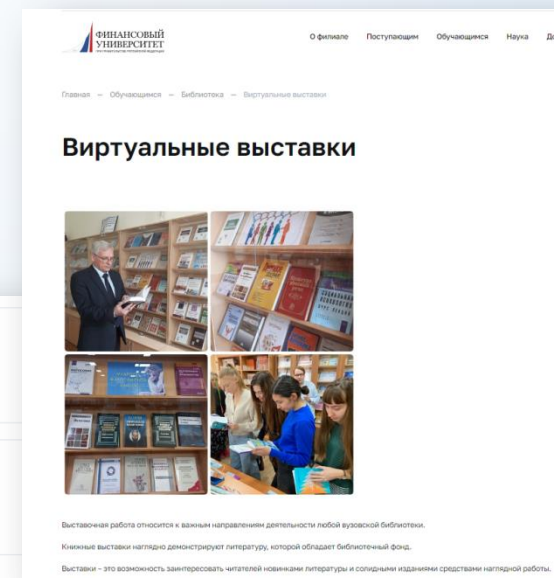 ФИНАНСОВЫЙ
УНИВЕРСИТЕТ
О филиале Поступающим Обучающимся Наука
Главная — Обучающимся — Библиотека — Виртуальные выставки
Виртуальные выставки
СОЦИАЛЬНАЯ
ПСИХОЛОГИЯ
Выставочная работа относится к важным направлениям деятельности любой вузовской библиотеки.
Книжные выставки наглядно демонстрируют литературу, которой обладает библиотечный фонд.
Выставки – это возможность заинтересовать читателей новинками литературы и солидными изданиями средствами наглядной работы.